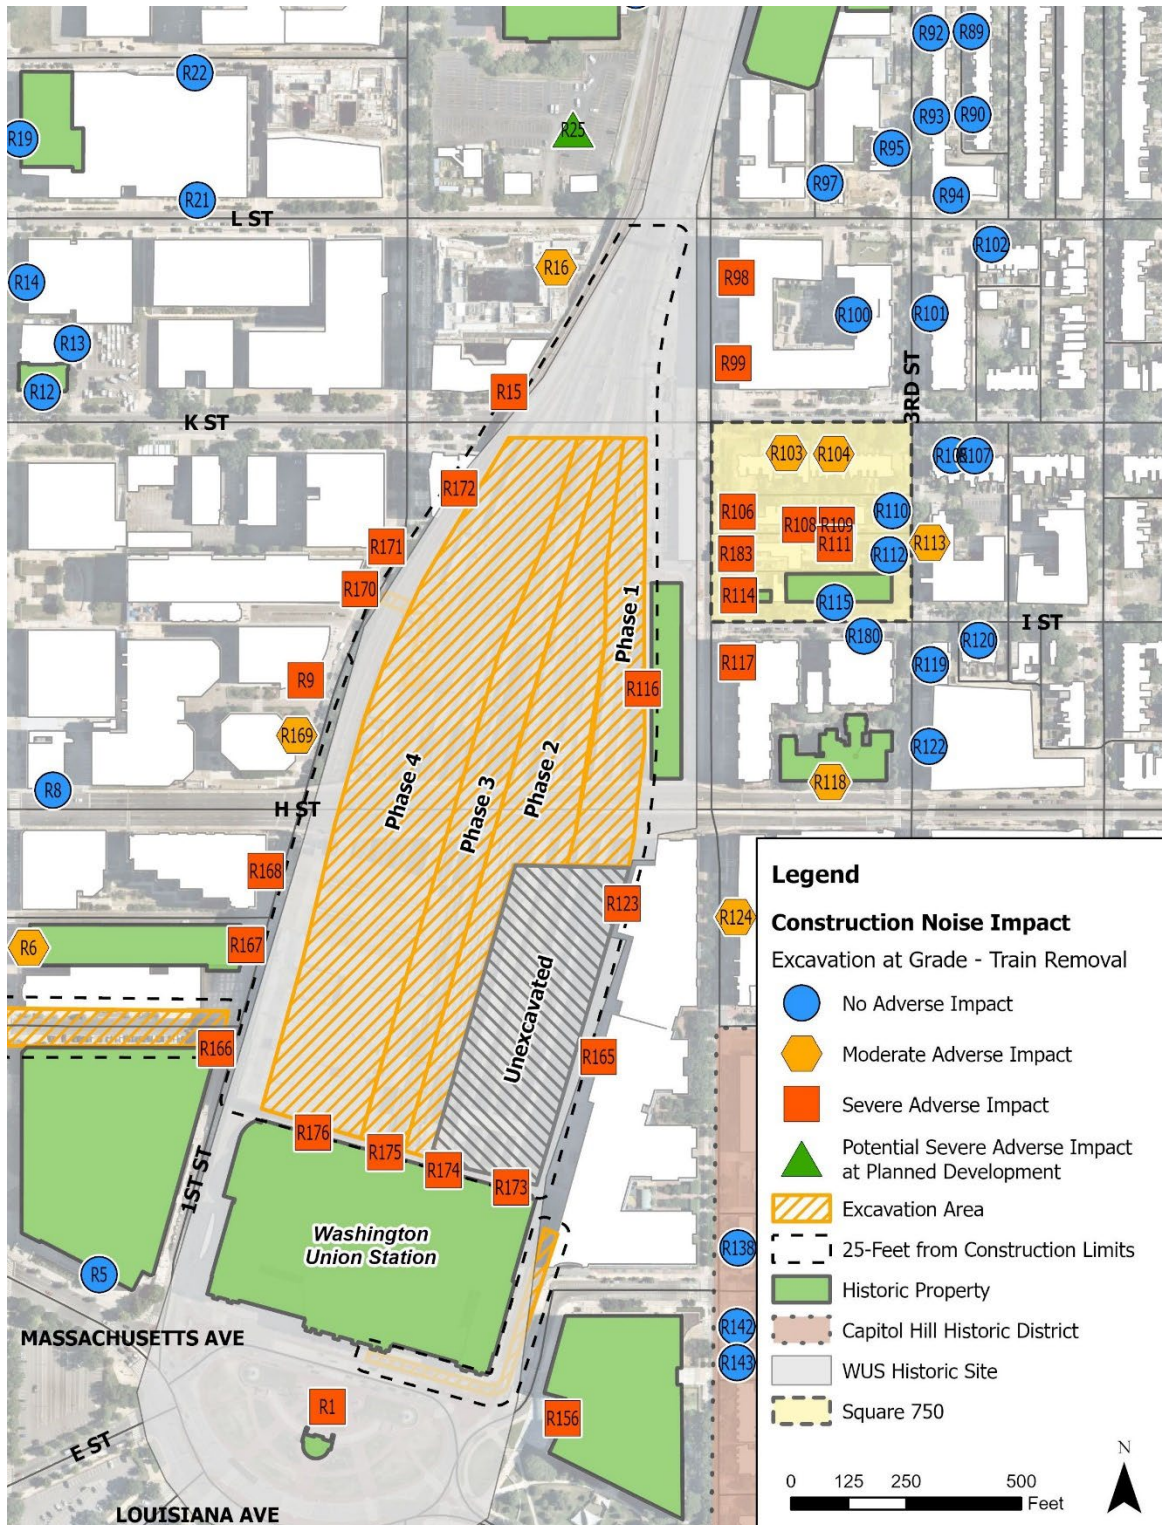 R22
R92
R89
R19
R25
R93
R90
R95
R97
R94
R21
L ST
R102
R16
R14
R98
R100
R101
R13
R99
R12
R15
3RD ST
K ST
R103
R104
R107
R172
R106
R108
R109
R110
R171
R183
R111
R112
R113
R170
R114
R115
Phase 1
I ST
R180
R120
R9
R117
R119
R116
R169
R122
R8
R118
Phase 4
Phase 3
Phase 2
H ST
R168
R123
R124
R6
R167
Unexcavated
R166
R165
R176
R175
R174
R173
1ST ST
Washington
Union Station
R5
R138
R142
R143
MASSACHUSETTS AVE
R1
R156
E ST
LOUISIANA AVE
Legend
Construction Noise Impact
Excavation at Grade - Train Removal
No Adverse Impact
Moderate Adverse Impact
Severe Adverse Impact
Potential Severe Adverse Impact
at Planned Development
Excavation Area
25-Feet from Construction Limits
Historic Property
Capitol Hill Historic District
WUS Historic Site
Square 750
N
0 125 250 500
Feet